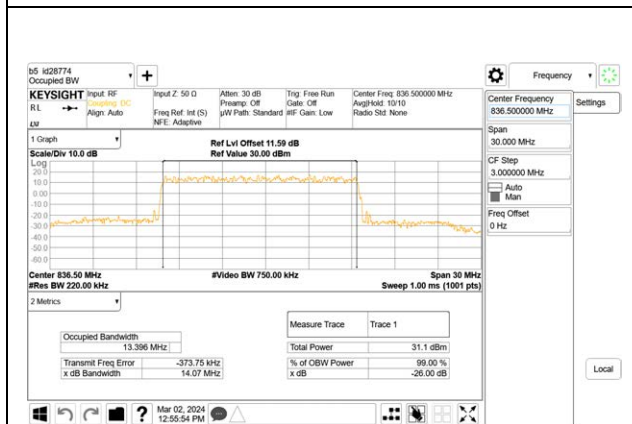 b5 id28774
Occupied BW
Frequency
KEYSIGHT
R L
Input: RF
Coupling: DC
Align: Auto
Input Z: 50 Ω
Freq Ref: Int (S)
NFE: Adaptive
Atten: 30 dB
Preamp: Off
µW Path: Standard
Trig: Free Run
Gate: Off
#IF Gain: Low
Center Freq: 836.500000 MHz
Avg|Hold: 10/10
Radio Std: None
Center Frequency
836.500000 MHz
Settings
Span
30.000 MHz
CF Step
3.000000 MHz
Auto
Man
Freq Offset
0 Hz
1 Graph
Scale/Div 10.0 dB
Ref Lvl Offset 11.59 dB
Ref Value 30.00 dBm
Log
20.0
10.0
0.00
-10.0
-20.0
-30.0
-40.0
-50.0
-60.0
Center 836.50 MHz
#Video BW 750.00 kHz
Span 30 MHz
#Res BW 220.00 kHz
Sweep 1.00 ms (1001 pts)
2 Metrics
Measure Trace
Trace 1
Occupied Bandwidth
13.396 MHz
Total Power
31.1 dBm
Transmit Freq Error
-373.75 kHz
% of OBW Power
99.00 %
x dB Bandwidth
14.07 MHz
x dB
-26.00 dB
Local
Mar 02, 2024
12:55:54 PM